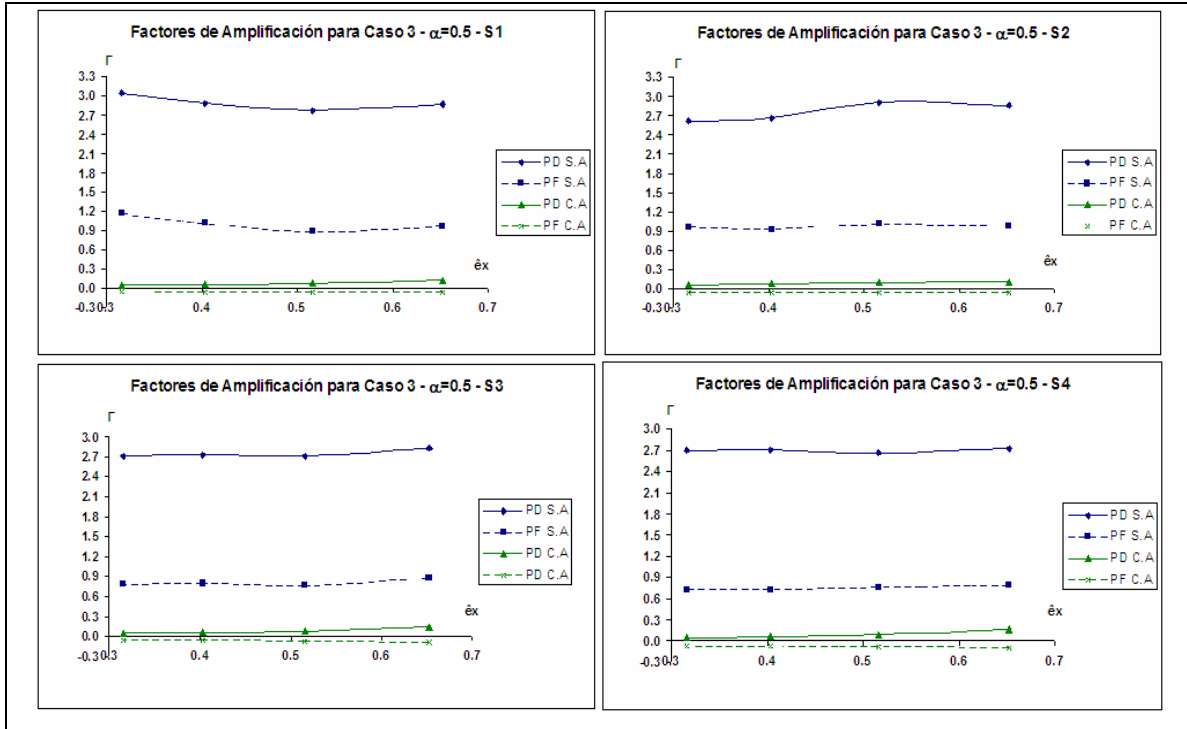 Factores de Amplificación para Caso 3 - α=0.5 - S1
Γ
3.3
3.0
2.7
2.4
2.1
1.8
1.5
1.2
0.9
0.6
0.3
0.0
-0.3
0.3
0.4
0.5
0.6
0.7
êx
PD S.A
PF S.A
PD C.A
PF C.A
Factores de Amplificación para Caso 3 - α=0.5 - S2
Γ
3.3
3.0
2.7
2.4
2.1
1.8
1.5
1.2
0.9
0.6
0.3
0.0
-0.3
0.3
0.4
0.5
0.6
0.7
êx
PD S.A
PF S.A
PD C.A
PF C.A
Factores de Amplificación para Caso 3 - α=0.5 - S3
Γ
3.0
2.7
2.4
2.1
1.8
1.5
1.2
0.9
0.6
0.3
0.0
-0.3
0.3
0.4
0.5
0.6
0.7
êx
PD S.A
PF S.A
PD C.A
PD C.A
Factores de Amplificación para Caso 3 - α=0.5 - S4
Γ
3.0
2.7
2.4
2.1
1.8
1.5
1.2
0.9
0.6
0.3
0.0
-0.3
0.3
0.4
0.5
0.6
0.7
êx
PD S.A
PF S.A
PD C.A
PF C.A